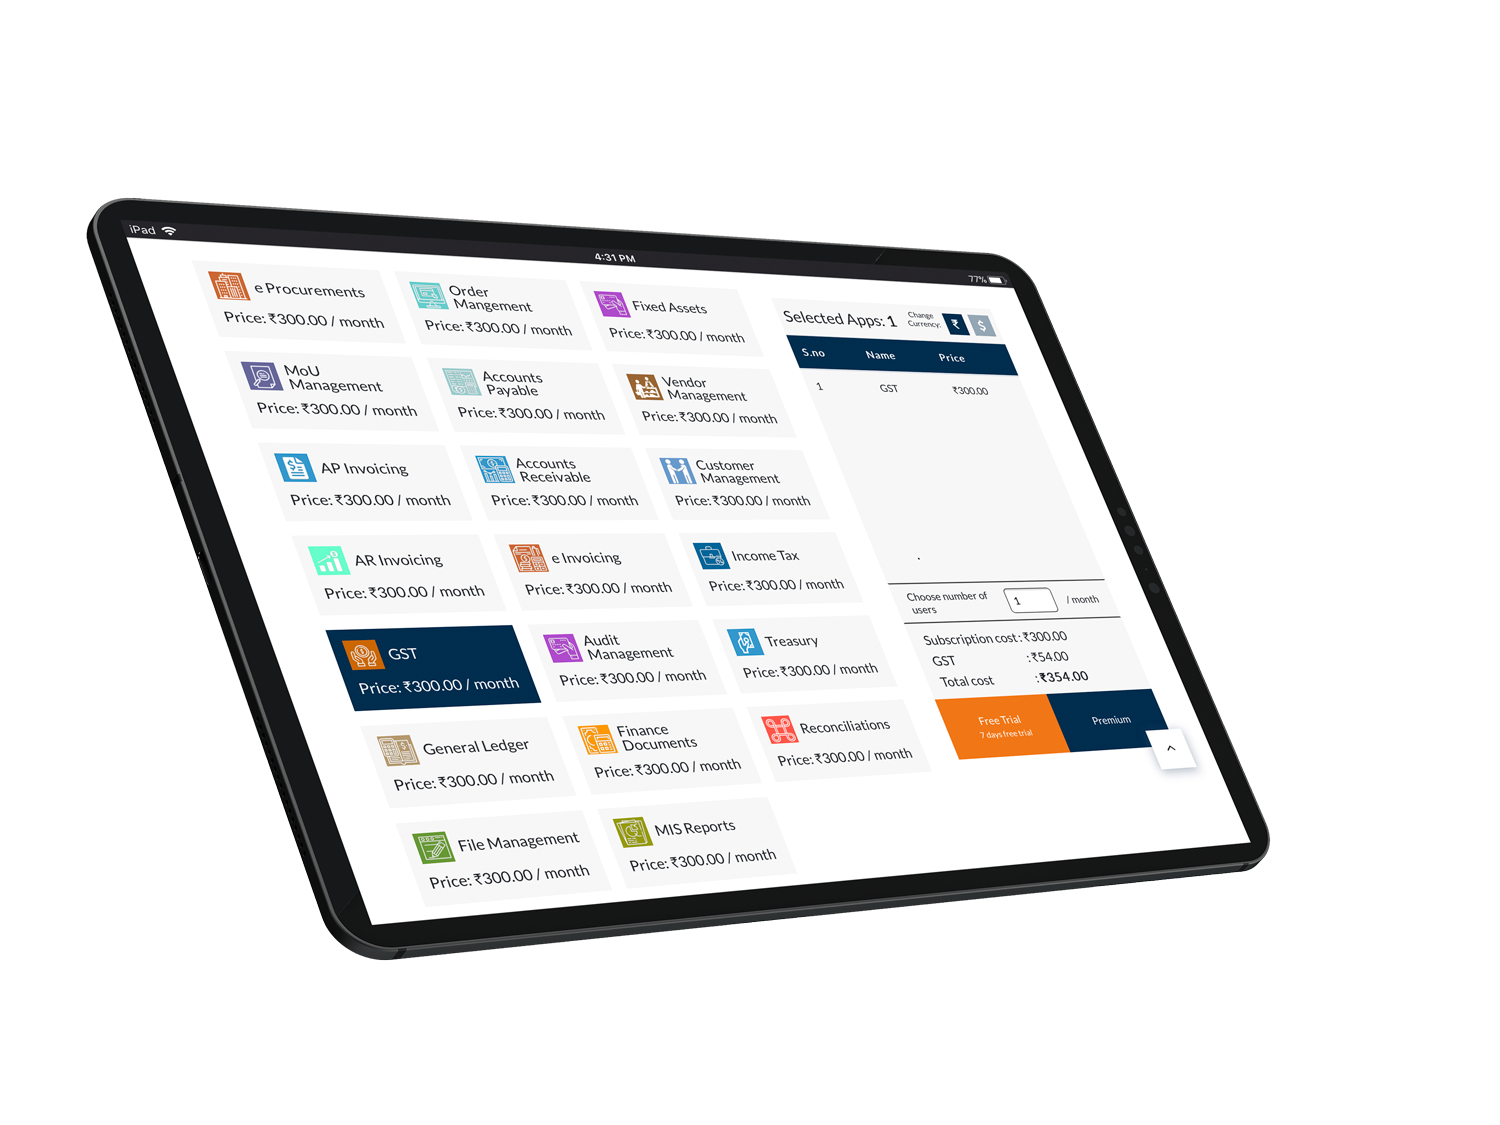 iPad
4:31 PM
77%
e Procurements
Price: ₹300.00 / month
Order
Mangement
Price: ₹300.00 / month
Fixed Assets
Price: ₹300.00 / month
MoU
Management
Price: ₹300.00 / month
Accounts
Payable
Price: ₹300.00 / month
Vendor
Management
Price: ₹300.00 / month
AP Invoicing
Price: ₹300.00 / month
Accounts
Receivable
Price: ₹300.00 / month
Customer
Management
Price: ₹300.00 / month
AR Invoicing
Price: ₹300.00 / month
e Invoicing
Price: ₹300.00 / month
Income Tax
Price: ₹300.00 / month
GST
Price: ₹300.00 / month
Audit
Management
Price: ₹300.00 / month
Treasury
Price: ₹300.00 / month
General Ledger
Price: ₹300.00 / month
Finance
Documents
Price: ₹300.00 / month
Reconciliations
Price: ₹300.00 / month
File Management
Price: ₹300.00 / month
MIS Reports
Price: ₹300.00 / month
Selected Apps: 1
Change
Currency:
₹ $
S.no Name Price
1 GST ₹300.00
.
Choose number of
users
1
/ month
Subscription cost : ₹300.00
GST : ₹54.00
Total cost : ₹354.00
Free Trial
7 days free trial
Premium